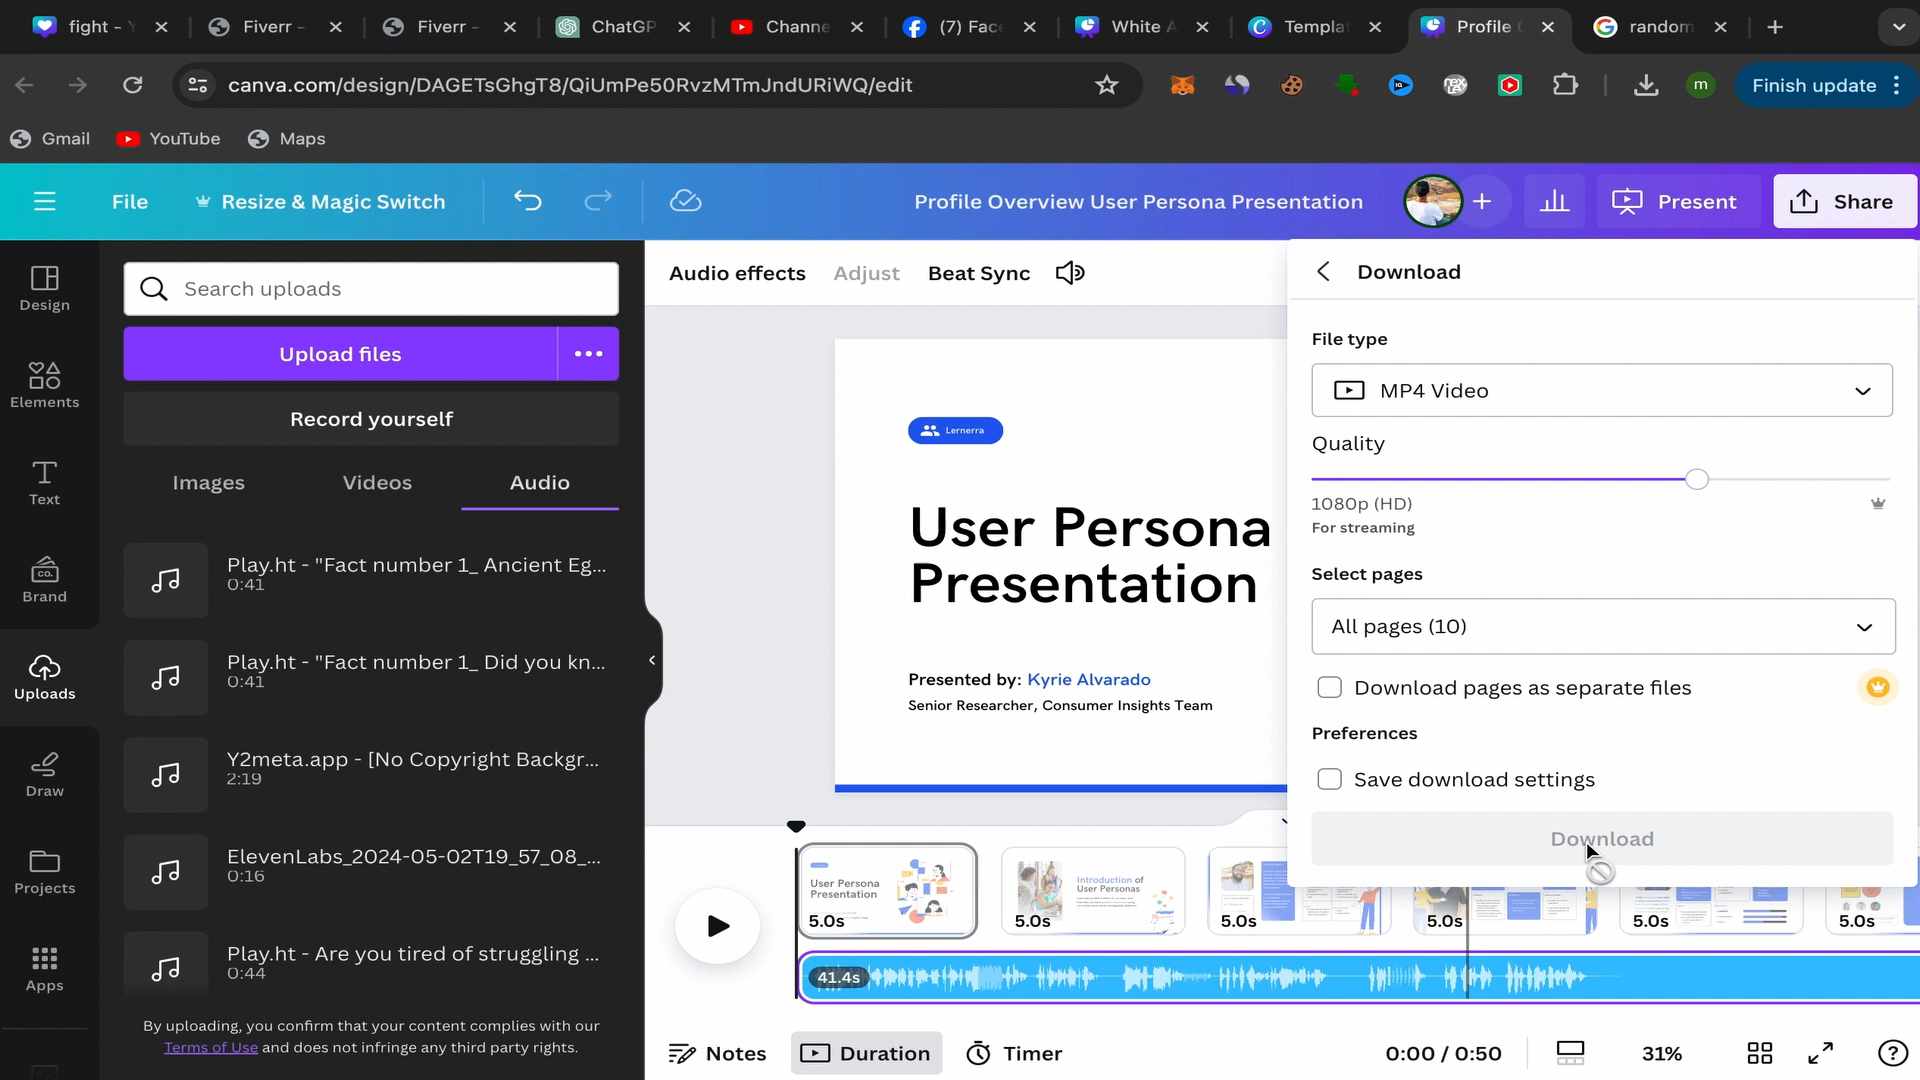 fight - Y
Fiverr -
Fiverr -
ChatGP
Channe
(7) Face
White A
Templat
Profile O
random
canva.com/design/DAGETsGhgT8/QiUmPe50RvzMTmJndURiWQ/edit
m
Finish update
Gmail
YouTube
Maps
File
Resize & Magic Switch
Profile Overview User Persona Presentation
Present
Share
Design
Elements
Text
Brand
Uploads
Draw
Projects
Apps
Search uploads
Upload files
Record yourself
Images
Videos
Audio
Play.ht - "Fact number 1_ Ancient Eg...
0:41
Play.ht - "Fact number 1_ Did you kn...
0:41
Y2meta.app - [No Copyright Backgr...
2:19
ElevenLabs_2024-05-02T19_57_08_...
0:16
Play.ht - Are you tired of struggling ...
0:44
By uploading, you confirm that your content complies with our
Terms of Use and does not infringe any third party rights.
Audio effects
Adjust
Beat Sync
Lernerra
User Persona
Presentation
Presented by: Kyrie Alvarado
Senior Researcher, Consumer Insights Team
Download
File type
MP4 Video
Quality
1080p (HD)
For streaming
Select pages
All pages (10)
Download pages as separate files
Preferences
Save download settings
Download
User Persona
Presentation
5.0s
Introduction of
User Personas
5.0s
5.0s
5.0s
5.0s
5.0s
41.4s
Notes
Duration
Timer
0:00 / 0:50
31%